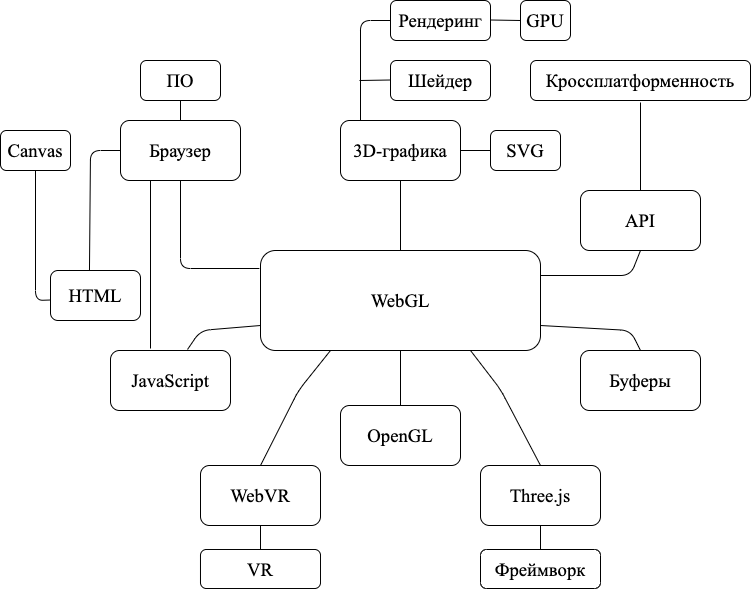 Рендеринг
GPU
ПО
Шейдер
Кроссплатформенность
Canvas
Браузер
3D-графика
SVG
API
HTML
WebGL
JavaScript
Буферы
OpenGL
WebVR
Three.js
VR
Фреймворк